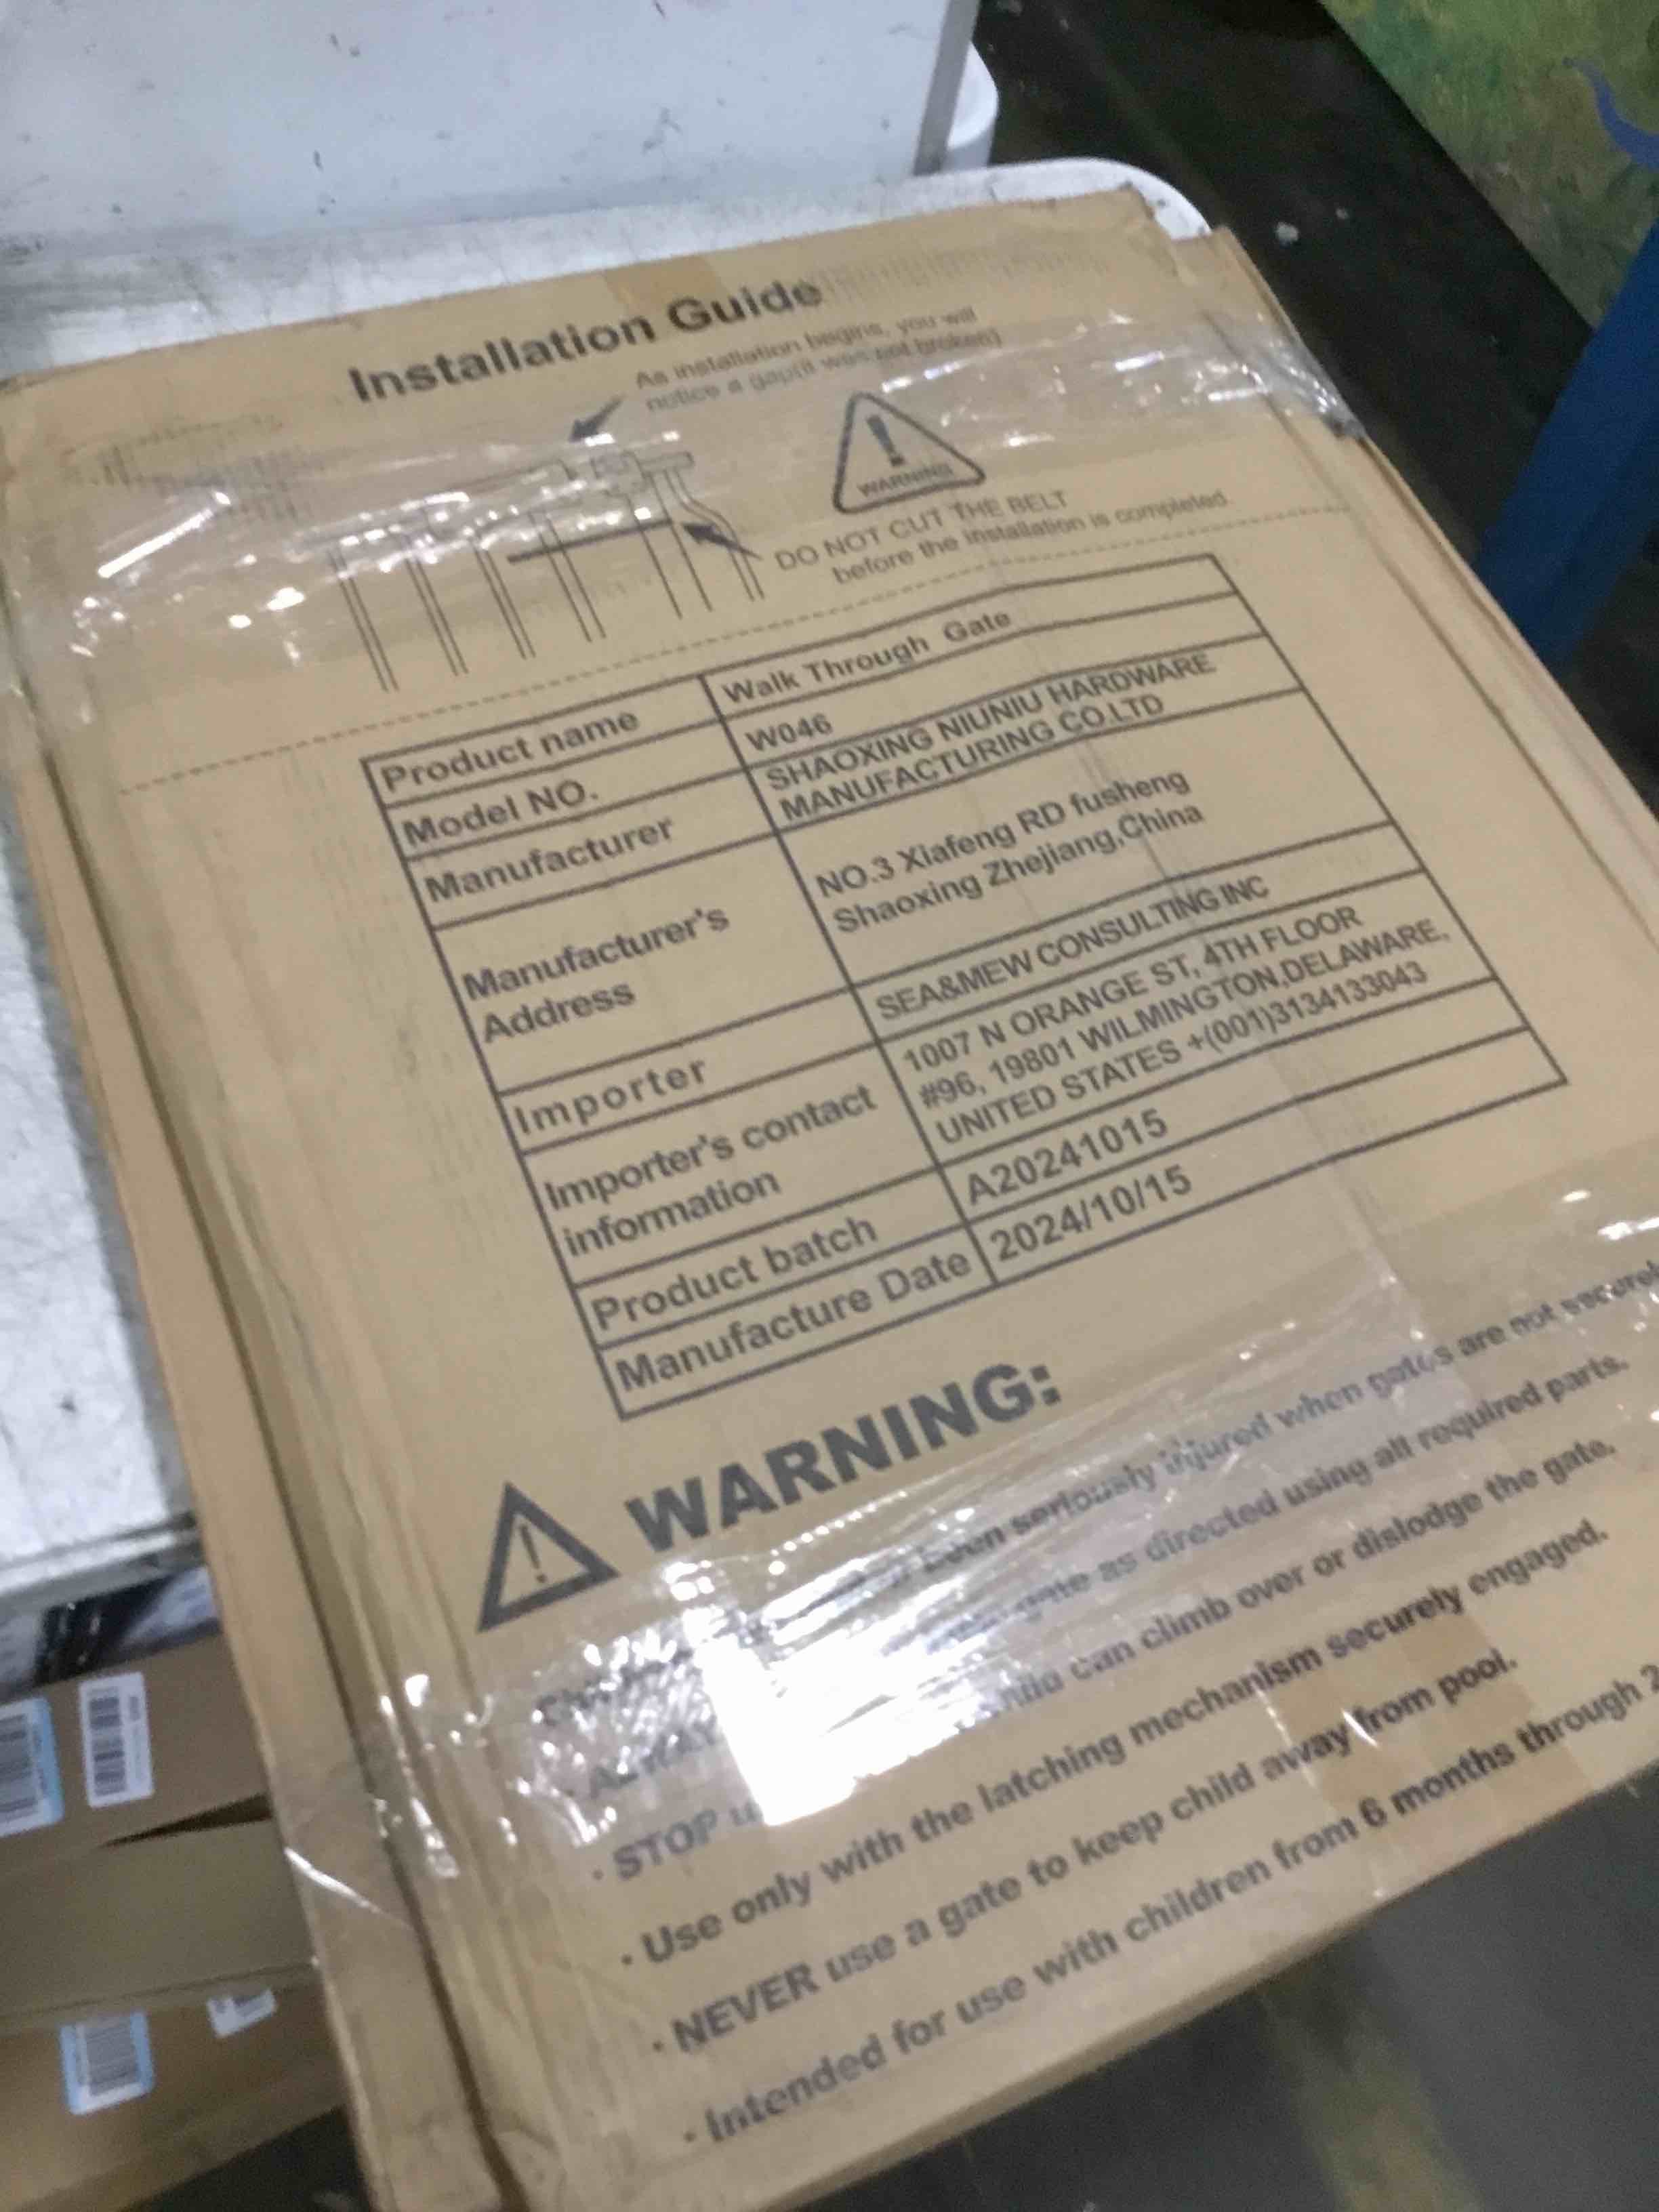 Installation Guide
As installation begins, you will
notice a gap(it was not broken)
WARNING
DO NOT CUT THE BELT
before the installation is completed.
Product name
Walk Through Gate
Model NO.
W046
Manufacturer
SHAOXING NIUNIU HARDWARE
MANUFACTURING CO.LTD
Manufacturer's
Address
NO.3 Xiafeng RD fusheng
Shaoxing Zhejiang,China
Importer
SEA&MEW CONSULTING INC
Importer's contact
information
1007 N ORANGE ST, 4TH FLOOR
#96, 19801 WILMINGTON,DELAWARE,
UNITED STATES +(001)3134133043
Product batch
A20241015
Manufacture Date
2024/10/15
WARNING:
been seriously injured when gates are not securely
gate as directed using all required parts.
· STOP child can climb over or dislodge the gate.
· Use only with the latching mechanism securely engaged.
· NEVER use a gate to keep child away from pool.
· Intended for use with children from 6 months through 2